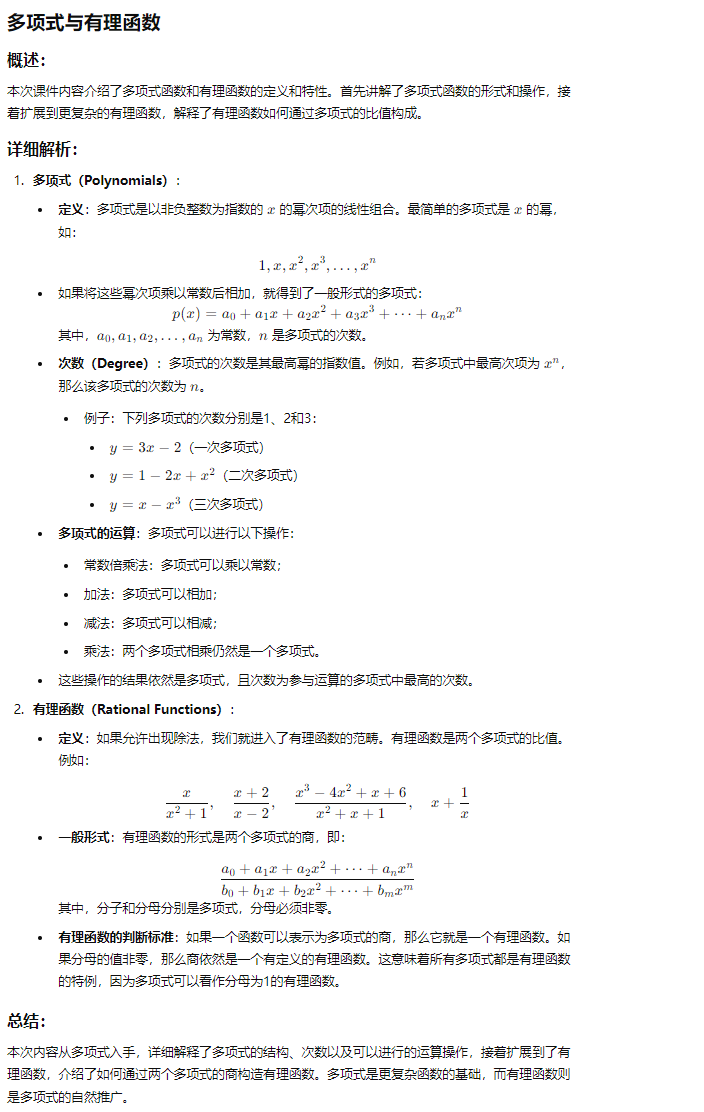 多项式与有理函数
概述：
本次课件内容介绍了多项式函数和有理函数的定义和特性。首先讲解了多项式函数的形式和操作，接
着扩展到更复杂的有理函数，解释了有理函数如何通过多项式的比值构成。
详细解析：
1. 多项式（Polynomials）：
• 定义：多项式是以非负整数为指数的 x 的幂次项的线性组合。最简单的多项式是 x 的幂，
如：
1, x, x², x³, . . . , xⁿ
• 如果将这些幂次项乘以常数后相加，就得到了一般形式的多项式：
p(x) = a₀ + a₁x + a₂x² + a₃x³ + ⋯ + aₙxⁿ
其中，a₀, a₁, a₂, . . . , aₙ 为常数，n 是多项式的次数。
• 次数（Degree）：多项式的次数是其最高幂的指数值。例如，若多项式中最高次项为 xⁿ，
那么该多项式的次数为 n。
• 例子：下列多项式的次数分别是1、2和3：
• y = 3x − 2（一次多项式）
• y = 1 − 2x + x²（二次多项式）
• y = x − x³（三次多项式）
• 多项式的运算：多项式可以进行以下操作：
• 常数倍乘法：多项式可以乘以常数；
• 加法：多项式可以相加；
• 减法：多项式可以相减；
• 乘法：两个多项式相乘仍然是一个多项式。
• 这些操作的结果依然是多项式，且次数为参与运算的多项式中最高的次数。
2. 有理函数（Rational Functions）：
• 定义：如果允许出现除法，我们就进入了有理函数的范畴。有理函数是两个多项式的比值。
例如：
x/(x² + 1), (x + 2)/(x − 2), (x³ − 4x² + x + 6)/(x² + x + 1), x + 1/x
• 一般形式：有理函数的形式是两个多项式的商，即：
(a₀ + a₁x + a₂x² + ⋯ + aₙxⁿ)/(b₀ + b₁x + b₂x² + ⋯ + bₘxᵐ)
其中，分子和分母分别是多项式，分母必须非零。
• 有理函数的判断标准：如果一个函数可以表示为多项式的商，那么它就是一个有理函数。如
果分母的值非零，那么商依然是一个有定义的有理函数。这意味着所有多项式都是有理函数
的特例，因为多项式可以看作分母为1的有理函数。
总结：
本次内容从多项式入手，详细解释了多项式的结构、次数以及可以进行的运算操作，接着扩展到了有
理函数，介绍了如何通过两个多项式的商构造有理函数。多项式是更复杂函数的基础，而有理函数则
是多项式的自然推广。